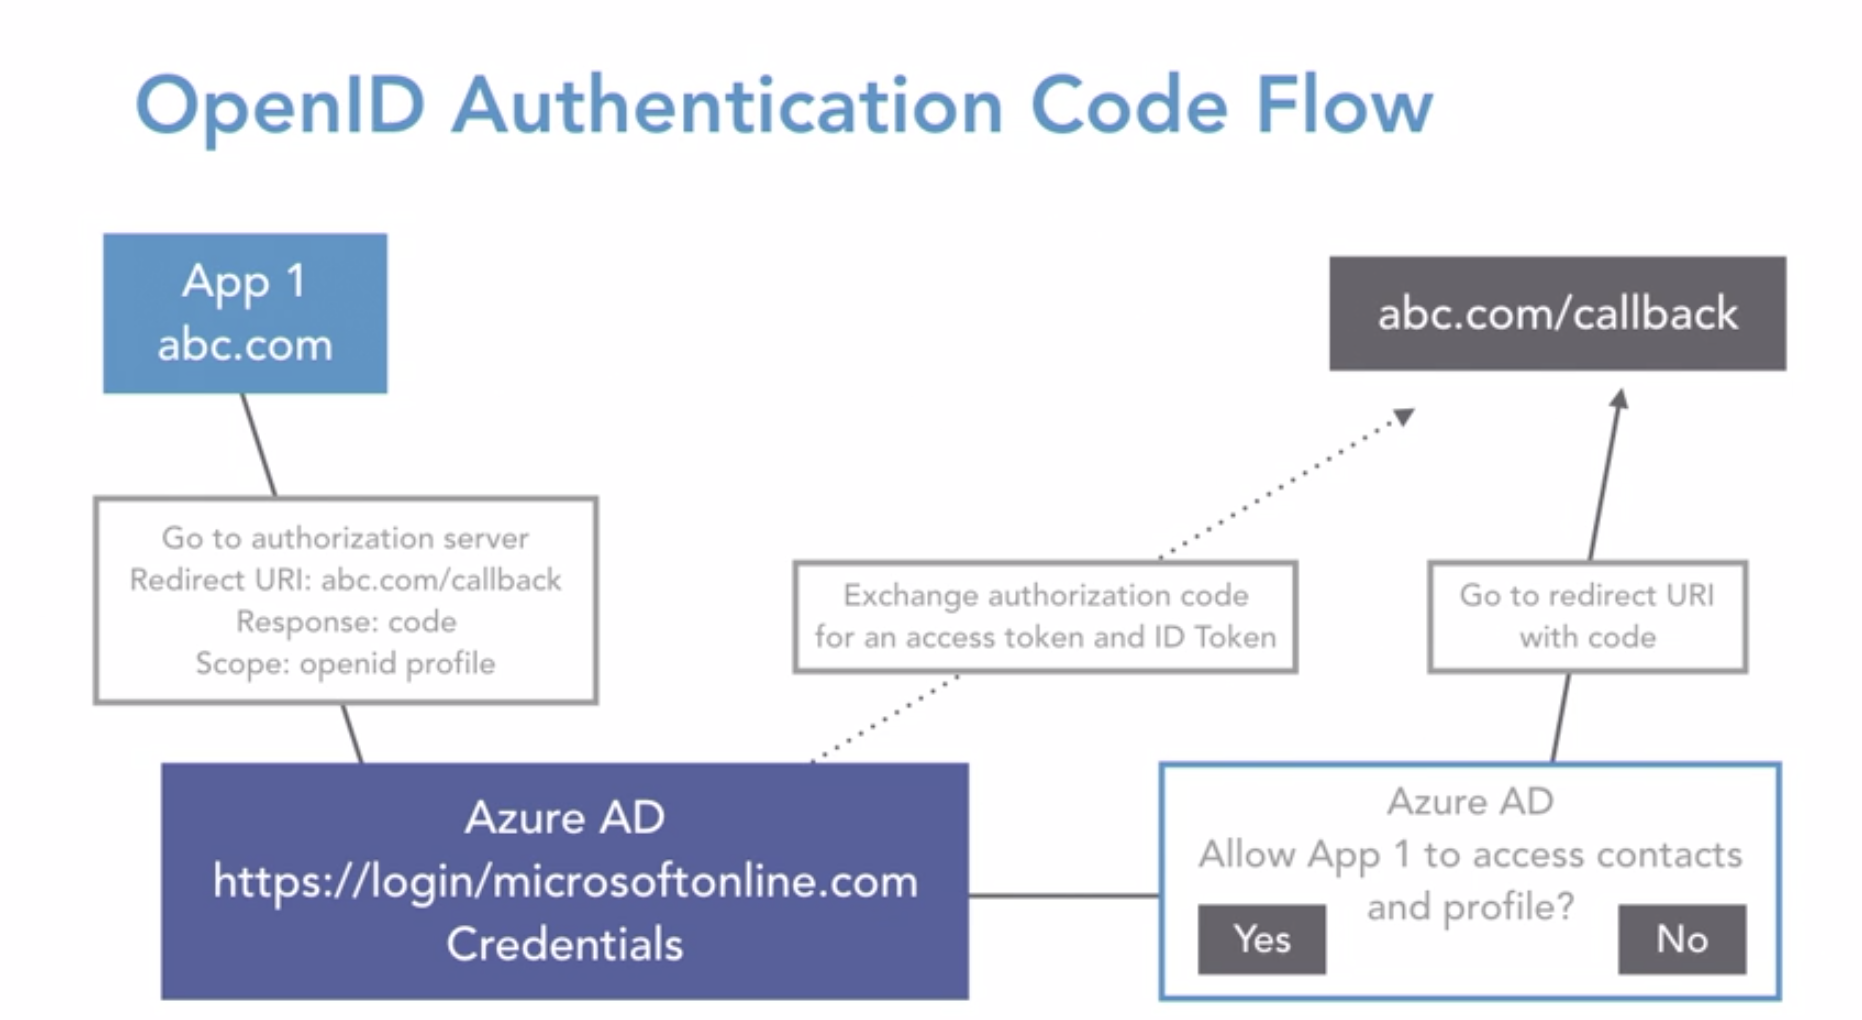 OpenID Authentication Code Flow
App 1
abc.com
abc.com/callback
Go to authorization server
Redirect URI: abc.com/callback
Response: code
Scope: openid profile
Exchange authorization code
for an access token and ID Token
Go to redirect URI
with code
Azure AD
https://login/microsoftonline.com
Credentials
Azure AD
Allow App 1 to access contacts
and profile?
Yes
No